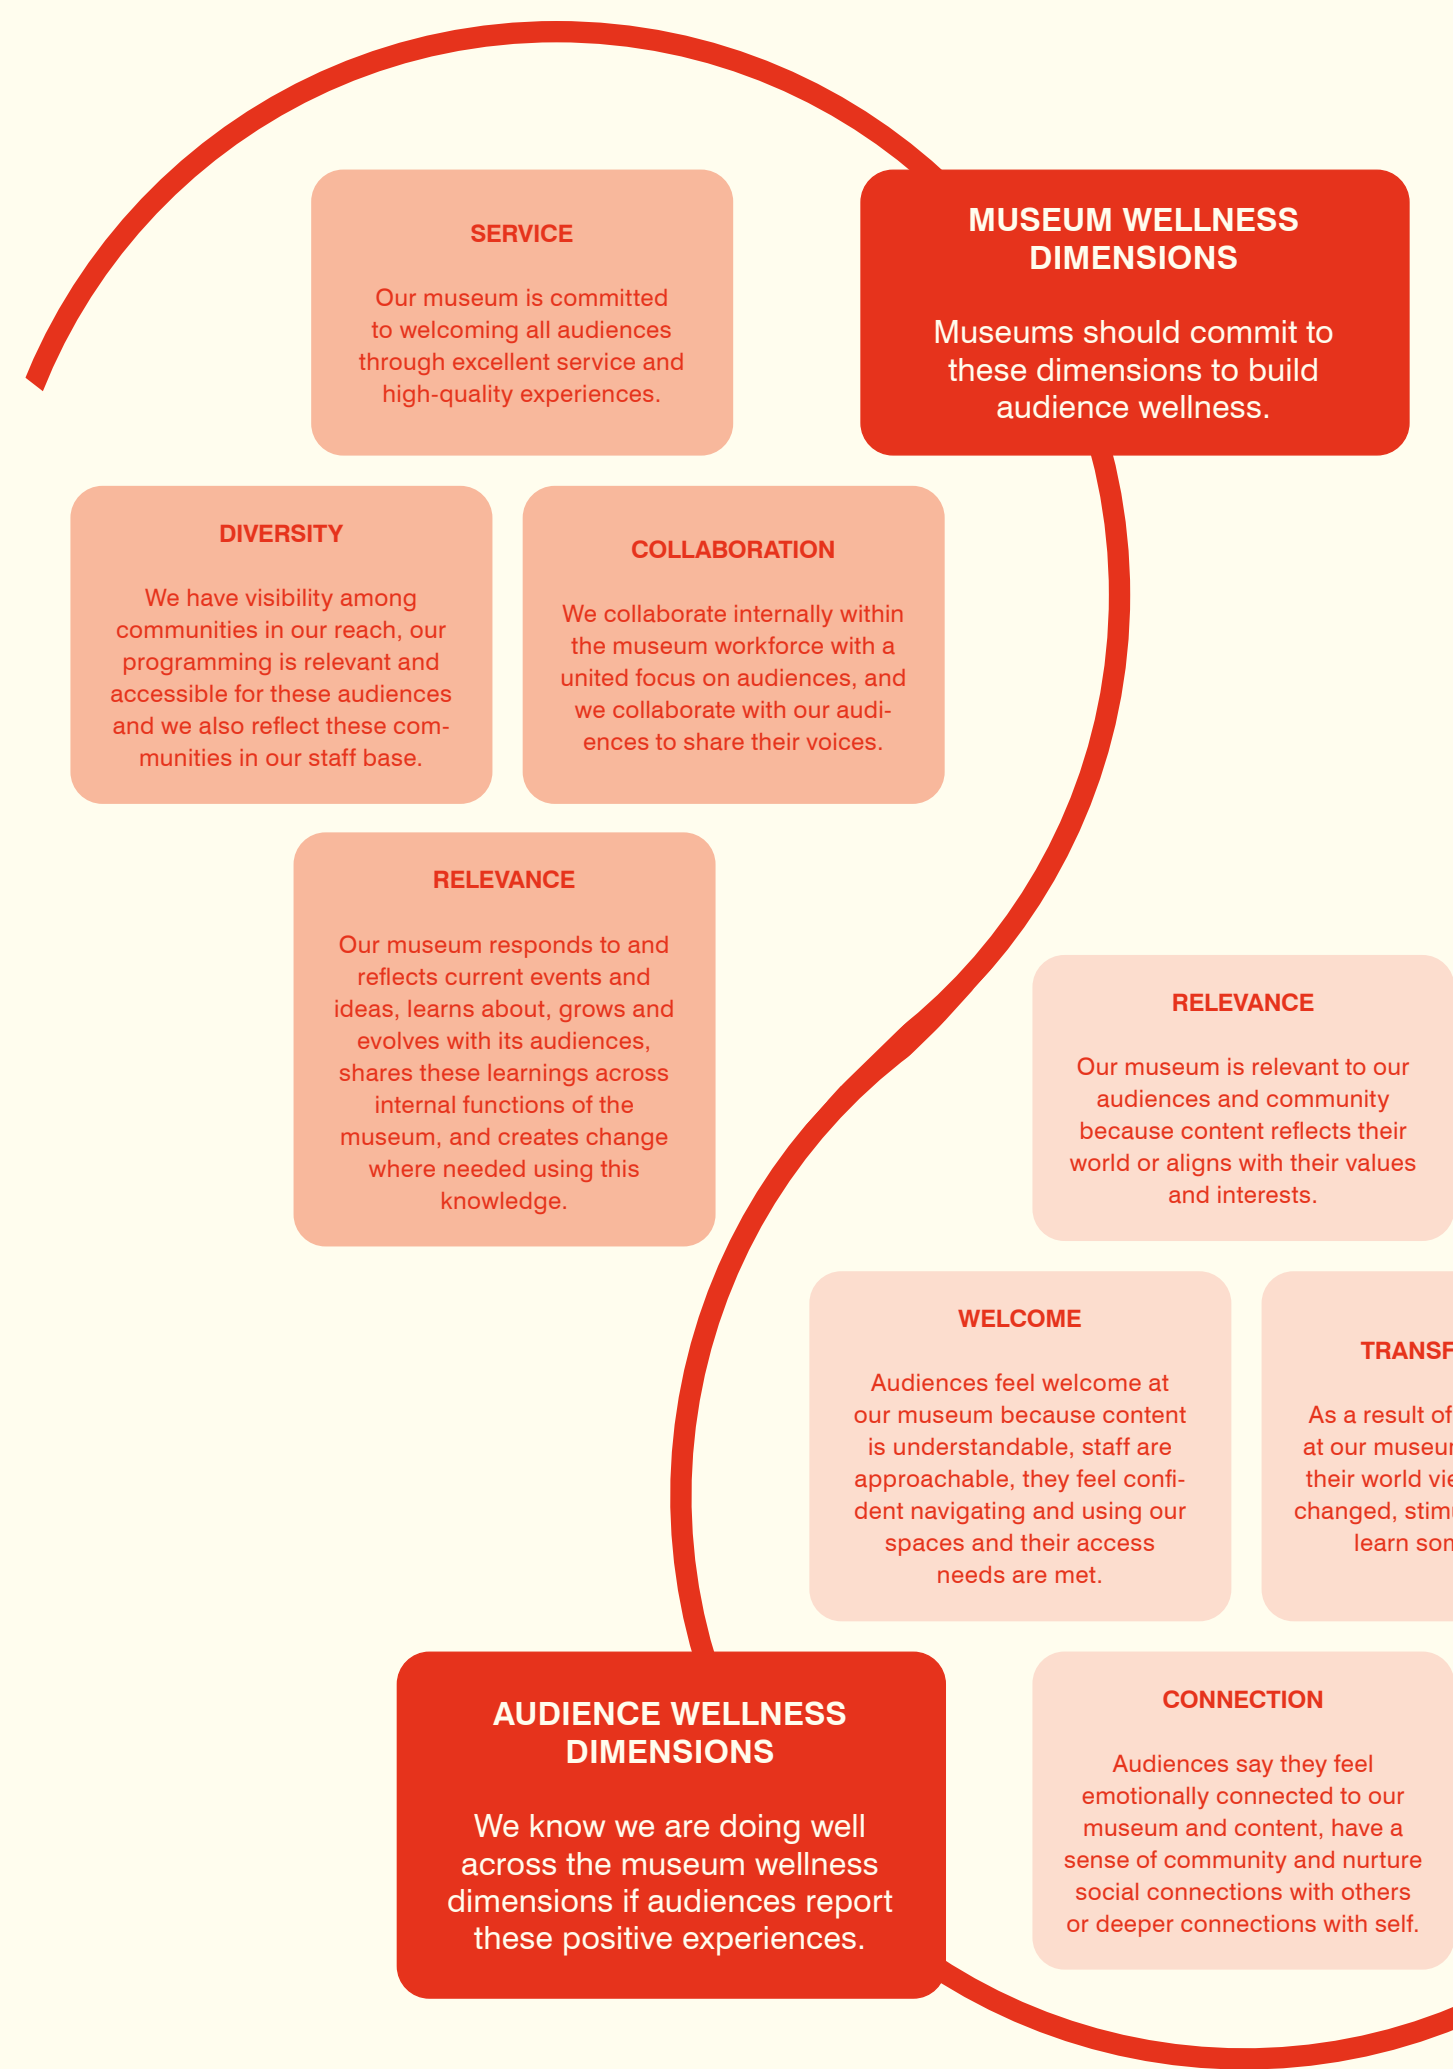 SERVICE
Our museum is committed
to welcoming all audiences
through excellent service and
high-quality experiences.
MUSEUM WELLNESS
DIMENSIONS
Museums should commit to
these dimensions to build
audience wellness.
DIVERSITY
We have visibility among
communities in our reach, our
programming is relevant and
accessible for these audiences
and we also reflect these com-
munities in our staff base.
COLLABORATION
We collaborate internally within
the museum workforce with a
united focus on audiences, and
we collaborate with our audi-
ences to share their voices.
RELEVANCE
Our museum responds to and
reflects current events and
ideas, learns about, grows and
evolves with its audiences,
shares these learnings across
internal functions of the
museum, and creates change
where needed using this
knowledge.
RELEVANCE
Our museum is relevant to our
audiences and community
because content reflects their
world or aligns with their values
and interests.
WELCOME
Audiences feel welcome at
our museum because content
is understandable, staff are
approachable, they feel confi-
dent navigating and using our
spaces and their access
needs are met.
As a result of
at our
their world
changed,
learn
AUDIENCE WELLNESS
DIMENSIONS
We know we are doing well
across the museum wellness
dimensions if audiences report
these positive experiences.
CONNECTION
Audiences say they feel
emotionally connected to our
museum and content, have a
sense of community and nurture
social connections with others
or deeper connections with self.